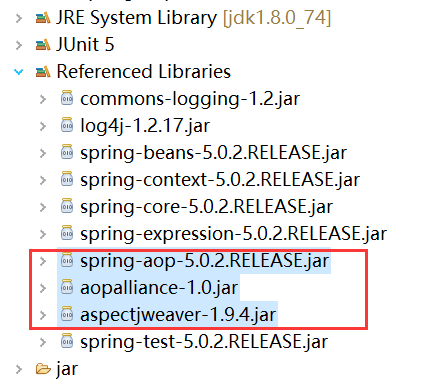 JRE System Library [jdk1.8.0_74]
JUnit 5
Referenced Libraries
commons-logging-1.2.jar
log4j-1.2.17.jar
spring-beans-5.0.2.RELEASE.jar
spring-context-5.0.2.RELEASE.jar
spring-core-5.0.2.RELEASE.jar
spring-expression-5.0.2.RELEASE.jar
spring-aop-5.0.2.RELEASE.jar
aopalliance-1.0.jar
aspectjweaver-1.9.4.jar
spring-test-5.0.2.RELEASE.jar
jar